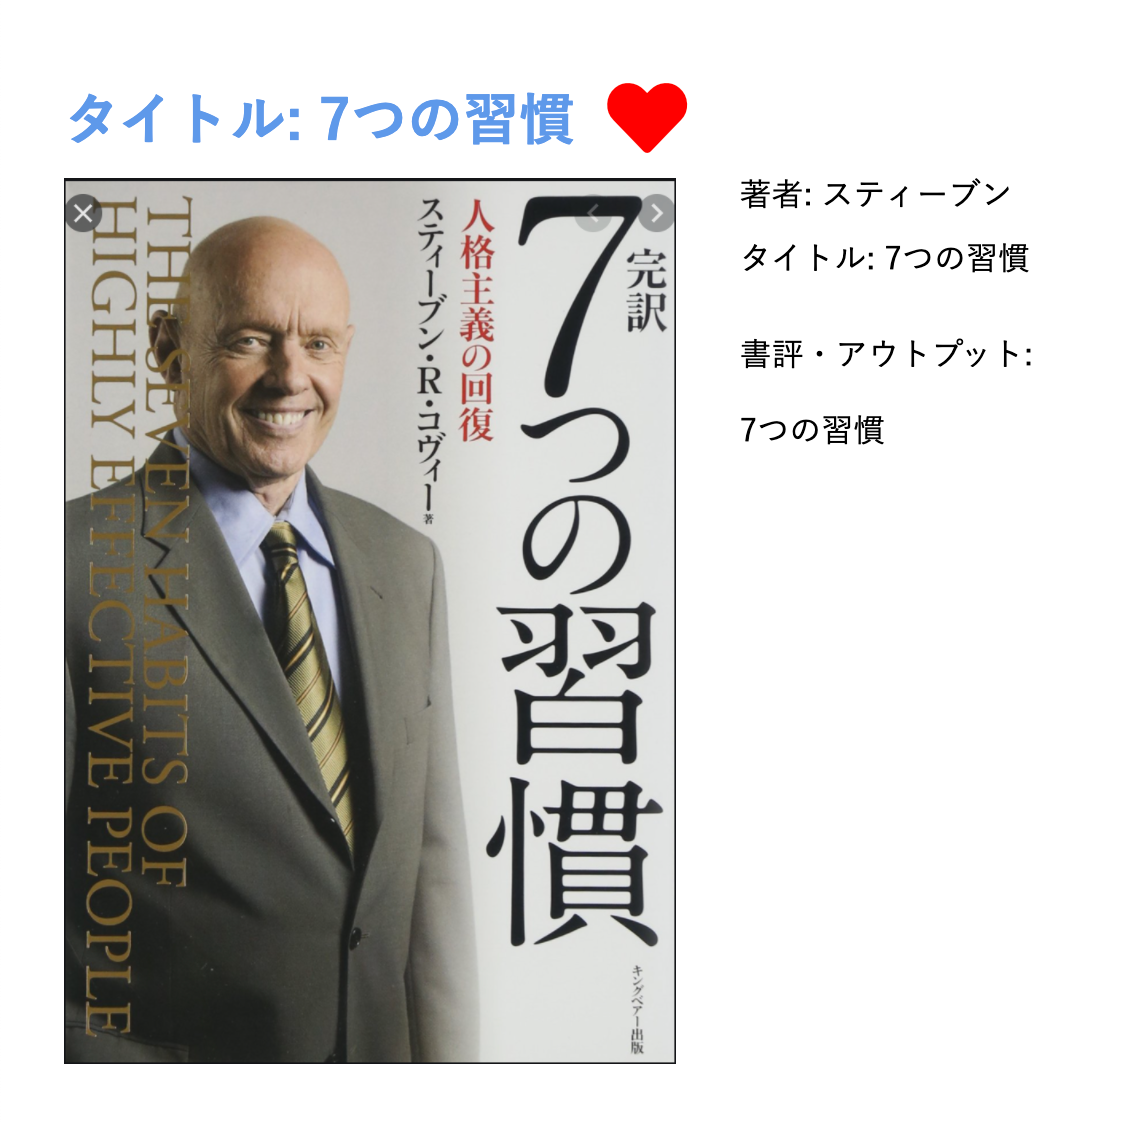 タイトル: 7つの習慣
著者: スティーブン
タイトル: 7つの習慣
書評・アウトプット:
7つの習慣
完訳
7つの習慣
人格主義の回復
スティーブン・R・コヴィー 著
THE SEVEN HABITS OF
HIGHLY EFFECTIVE PEOPLE
キングベアー出版